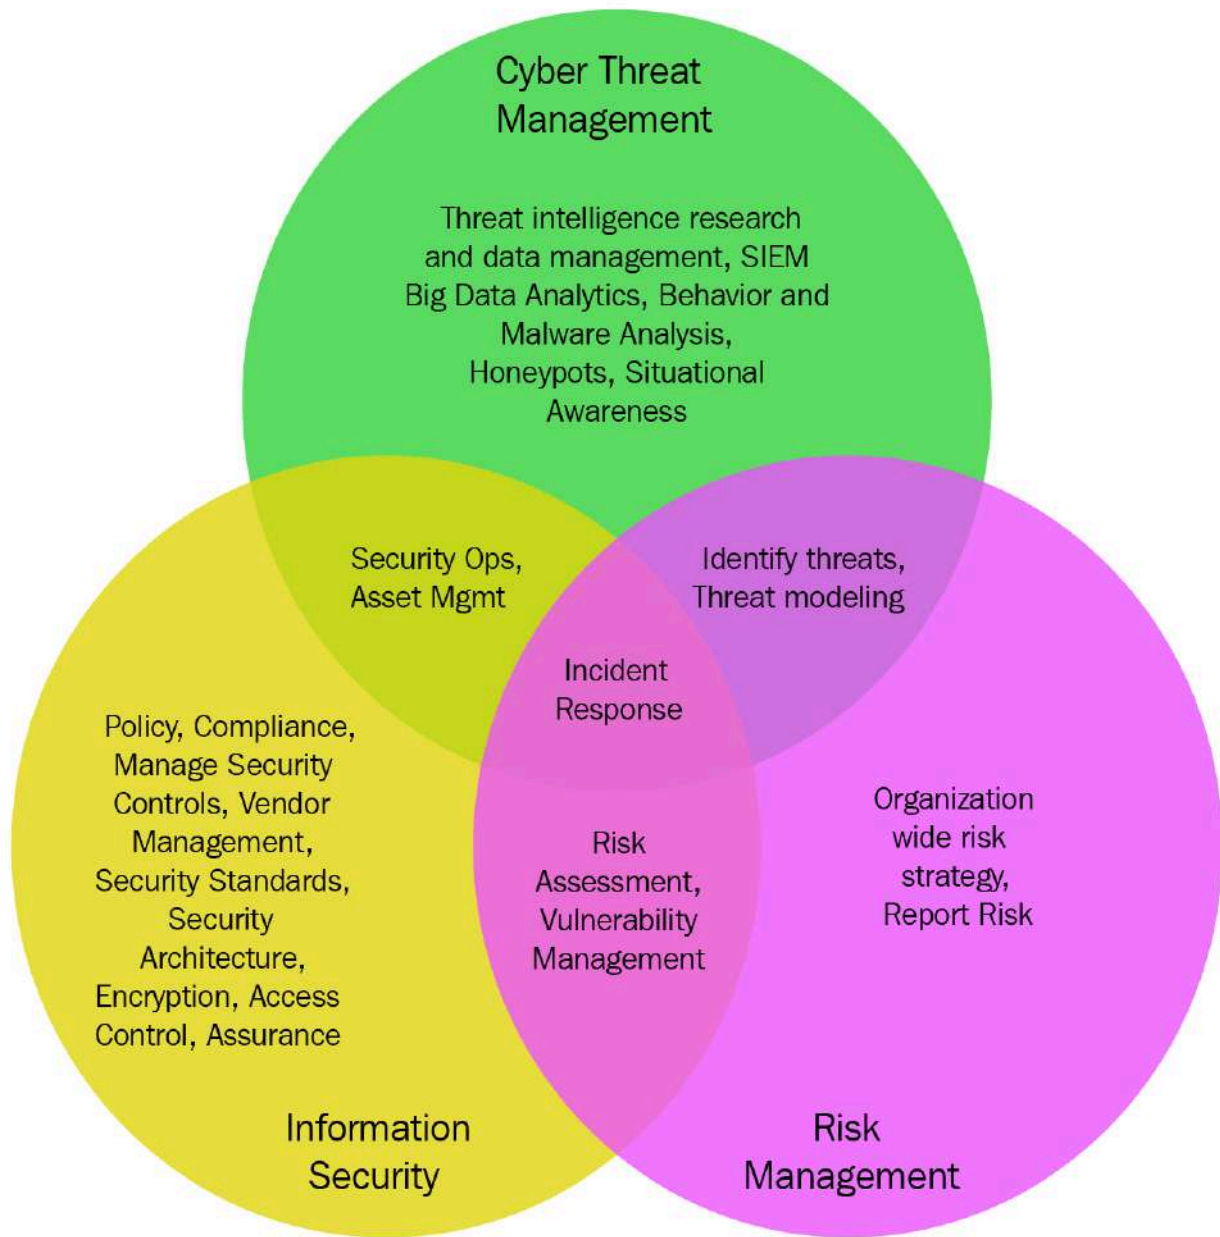 Cyber Threat
Management
Threat intelligence research
and data management, SIEM
Big Data Analytics, Behavior and
Malware Analysis,
Honeypots, Situational
Awareness
Security Ops,
Asset Mgmt
Identify threats,
Threat modeling
Incident
Response
Policy, Compliance,
Manage Security
Controls, Vendor
Management,
Security Standards,
Security
Architecture,
Encryption, Access
Control, Assurance
Risk
Assessment,
Vulnerability
Management
Organization
wide risk
strategy,
Report Risk
Information
Security
Risk
Management